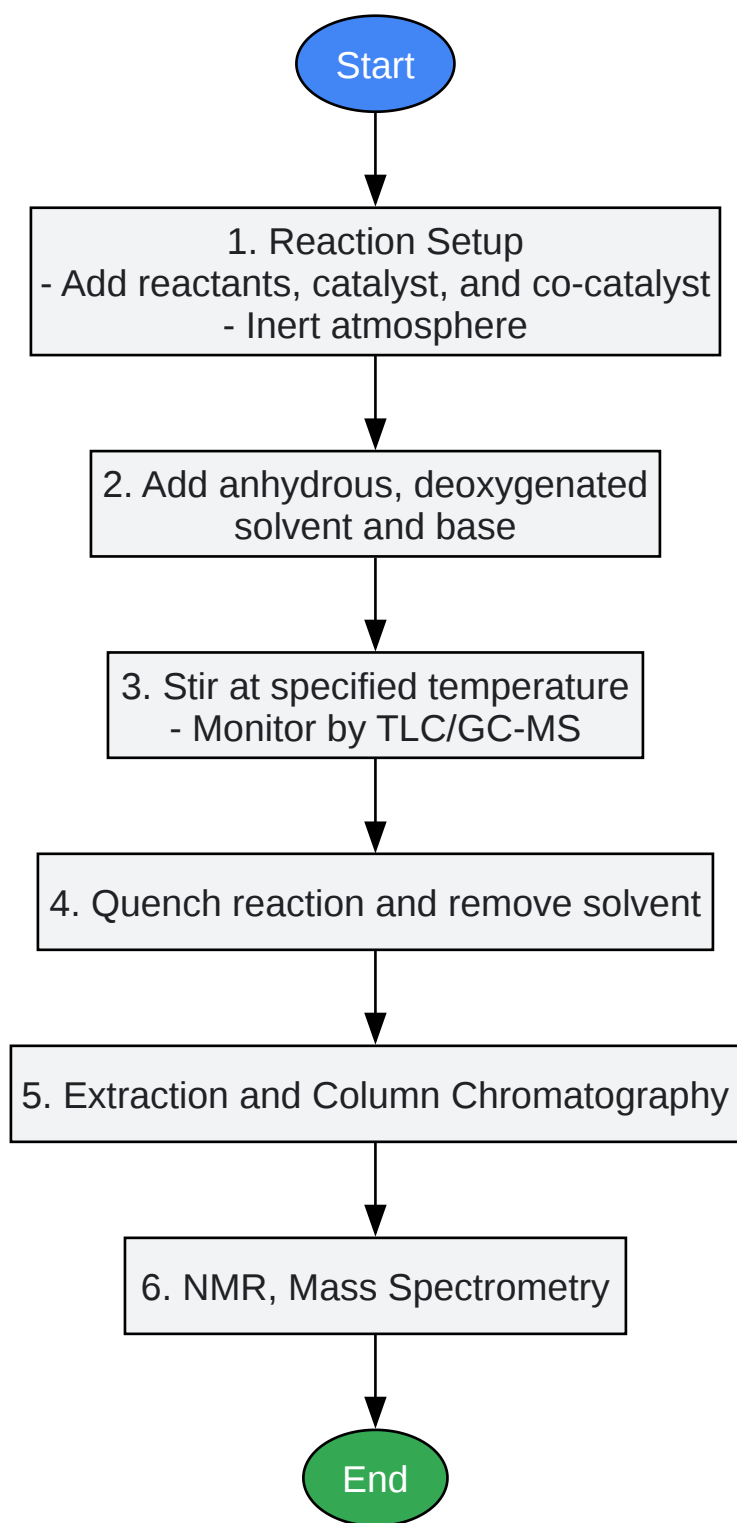 Start
1. Reaction Setup
- Add reactants, catalyst, and co-catalyst
- Inert atmosphere
2. Add anhydrous, deoxygenated
solvent and base
3. Stir at specified temperature
- Monitor by TLC/GC-MS
4. Quench reaction and remove solvent
5. Extraction and Column Chromatography
6. NMR, Mass Spectrometry
End